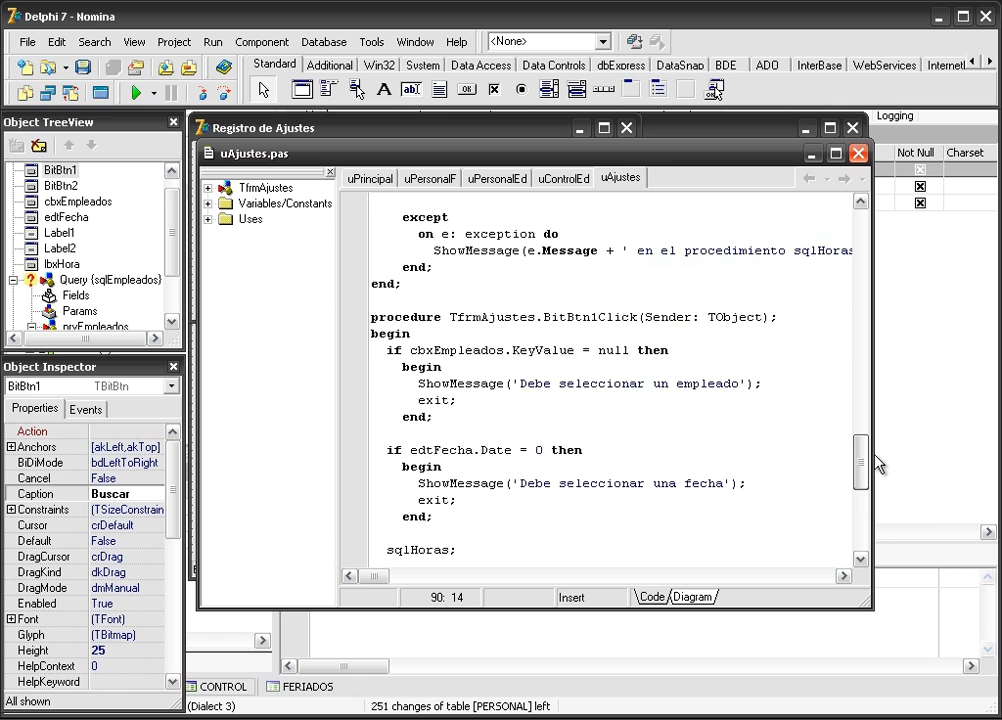 Delphi 7 - Nomina
File Edit Search View Project Run Component Database Tools Window Help <None>
Standard Additional Win32 System Data Access Data Controls dbExpress DataSnap BDE ADO InterBase WebServices InternetE
Object TreeView
BitBtn1
BitBtn2
cbxEmpleados
edtFecha
Label1
Label2
lbxHora
Query {sqlEmpleados}
Fields
Params
prvEmpleados
Object Inspector
BitBtn1 TBitBtn
Properties Events
Action
Anchors [akLeft,akTop]
BiDiMode bdLeftToRight
Cancel False
Caption Buscar
Constraints (TSizeConstrain
Cursor crDefault
Default False
DragCursor crDrag
DragKind dkDrag
DragMode dmManual
Enabled True
Font (TFont)
Glyph (TBitmap)
Height 25
HelpContext 0
HelpKeyword
All shown
Registro de Ajustes
uAjustes.pas
TfrmAjustes
Variables/Constants
Uses
uPrincipal uPersonalF uPersonalEd uControlEd uAjustes
except
on e: exception do
ShowMessage(e.Message + ' en el procedimiento sqlHoras
end;
end;
procedure TfrmAjustes.BitBtn1Click(Sender: TObject);
begin
if cbxEmpleados.KeyValue = null then
begin
ShowMessage('Debe seleccionar un empleado');
exit;
end;
if edtFecha.Date = 0 then
begin
ShowMessage('Debe seleccionar una fecha');
exit;
end;
sqlHoras;
90: 14 Insert Code Diagram
Logging
Not Null Charset
CONTROL FERIADOS
(Dialect 3) 251 changes of table [PERSONAL] left